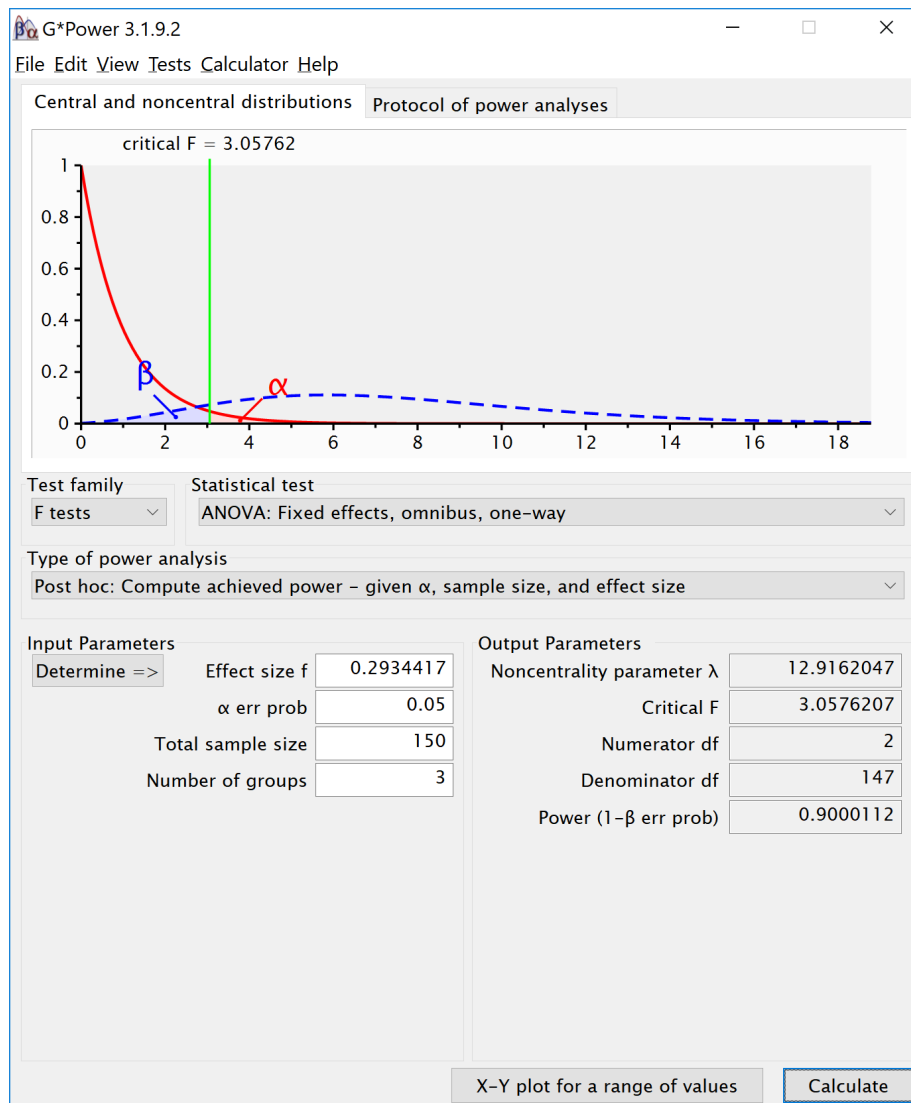 βα G*Power 3.1.9.2
File Edit View Tests Calculator Help
Central and noncentral distributions Protocol of power analyses
critical F = 3.05762
1
0.8
0.6
0.4
0.2
0
β α
0 2 4 6 8 10 12 14 16 18
Test family Statistical test
F tests ANOVA: Fixed effects, omnibus, one-way
Type of power analysis
Post hoc: Compute achieved power – given α, sample size, and effect size
Input Parameters
Determine => Effect size f 0.2934417
α err prob 0.05
Total sample size 150
Number of groups 3
Output Parameters
Noncentrality parameter λ 12.9162047
Critical F 3.0576207
Numerator df 2
Denominator df 147
Power (1-β err prob) 0.9000112
X-Y plot for a range of values Calculate